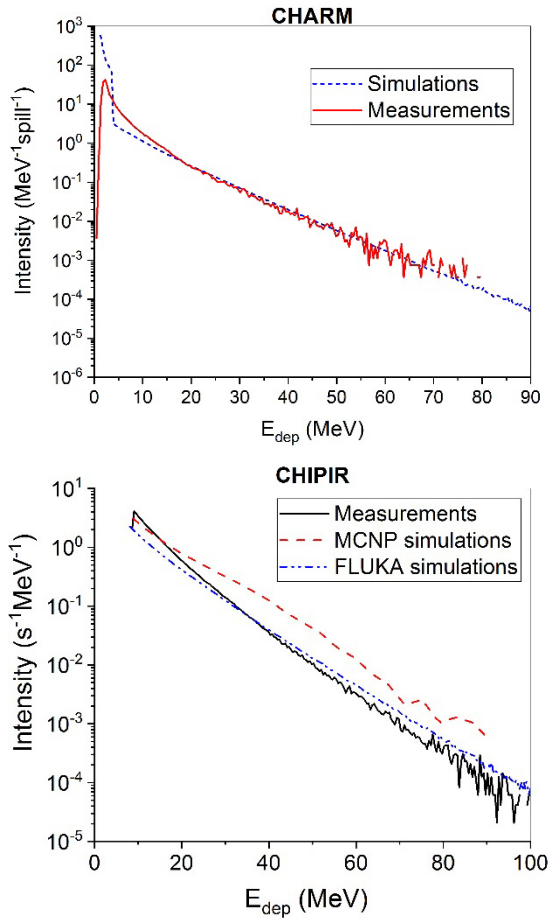 CHARM
10³
10²
10¹
10⁰
10⁻¹
10⁻²
10⁻³
10⁻⁴
10⁻⁵
10⁻⁶
Intensity (MeV⁻¹spill⁻¹)
Simulations
Measurements
0 10 20 30 40 50 60 70 80 90
E_dep (MeV)
CHIPIR
10¹
10⁰
10⁻¹
10⁻²
10⁻³
10⁻⁴
10⁻⁵
Intensity (s⁻¹MeV⁻¹)
Measurements
MCNP simulations
FLUKA simulations
0 20 40 60 80 100
E_dep (MeV)